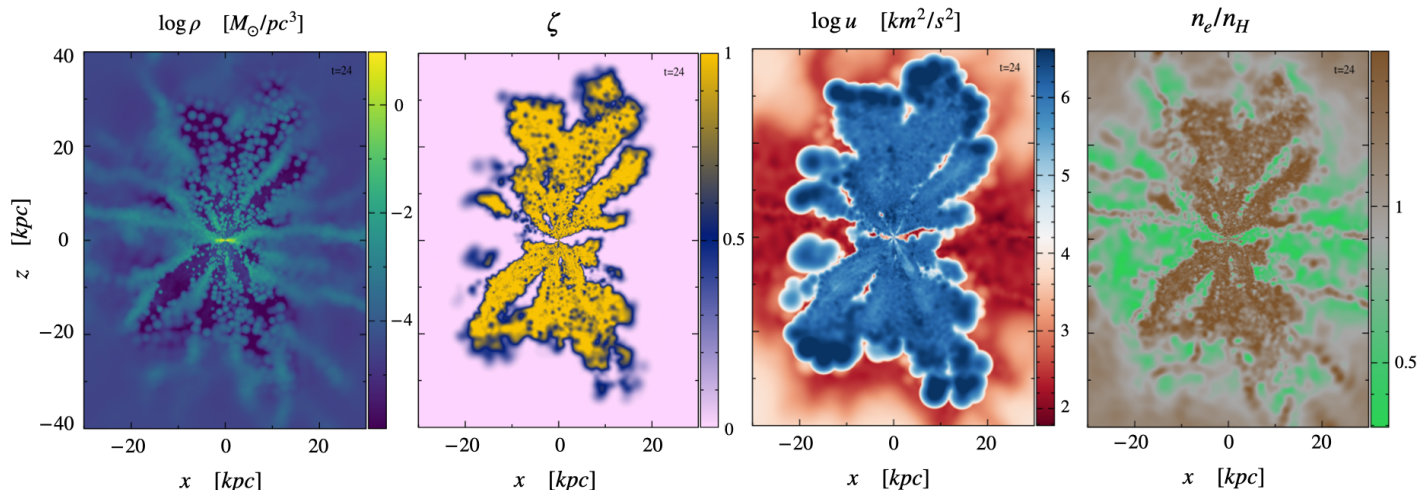 log ρ [M⊙/pc³]
ζ
log u [km²/s²]
nₑ/n_H
t=24
t=24
t=24
t=24
40
20
0
−20
−40
z [kpc]
0
−2
−4
1
0.5
0
6
5
4
3
2
1
0.5
−20 0 20
−20 0 20
−20 0 20
−20 0 20
x [kpc]
x [kpc]
x [kpc]
x [kpc]